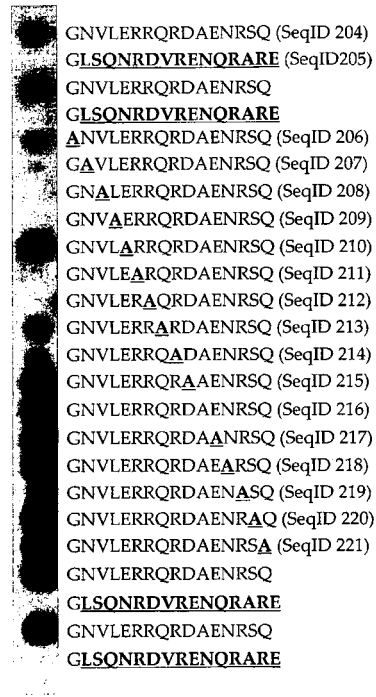 GNVLERRQRDAENRSQ (SeqID 204)
GLSQNRDVRENQRARE (SeqID205)
GNVLERRQRDAENRSQ
GLSQNRDVRENQRARE
ANVLERRQRDAENRSQ (SeqID 206)
GAVLERRQRDAENRSQ (SeqID 207)
GNALERRQRDAENRSQ (SeqID 208)
GNVAERRQRDAENRSQ (SeqID 209)
GNVLARRQRDAENRSQ (SeqID 210)
GNVLEARQRDAENRSQ (SeqID 211)
GNVLERAQRDAENRSQ (SeqID 212)
GNVLERRARDAENRSQ (SeqID 213)
GNVLERRQADAENRSQ (SeqID 214)
GNVLERRQRAAENRSQ (SeqID 215)
GNVLERRQRDAENRSQ (SeqID 216)
GNVLERRQRDAANRSQ (SeqID 217)
GNVLERRQRDAEARSQ (SeqID 218)
GNVLERRQRDAENASQ (SeqID 219)
GNVLERRQRDAENRAQ (SeqID 220)
GNVLERRQRDAENRSA (SeqID 221)
GNVLERRQRDAENRSQ
GLSQNRDVRENQRARE
GNVLERRQRDAENRSQ
GLSQNRDVRENQRARE